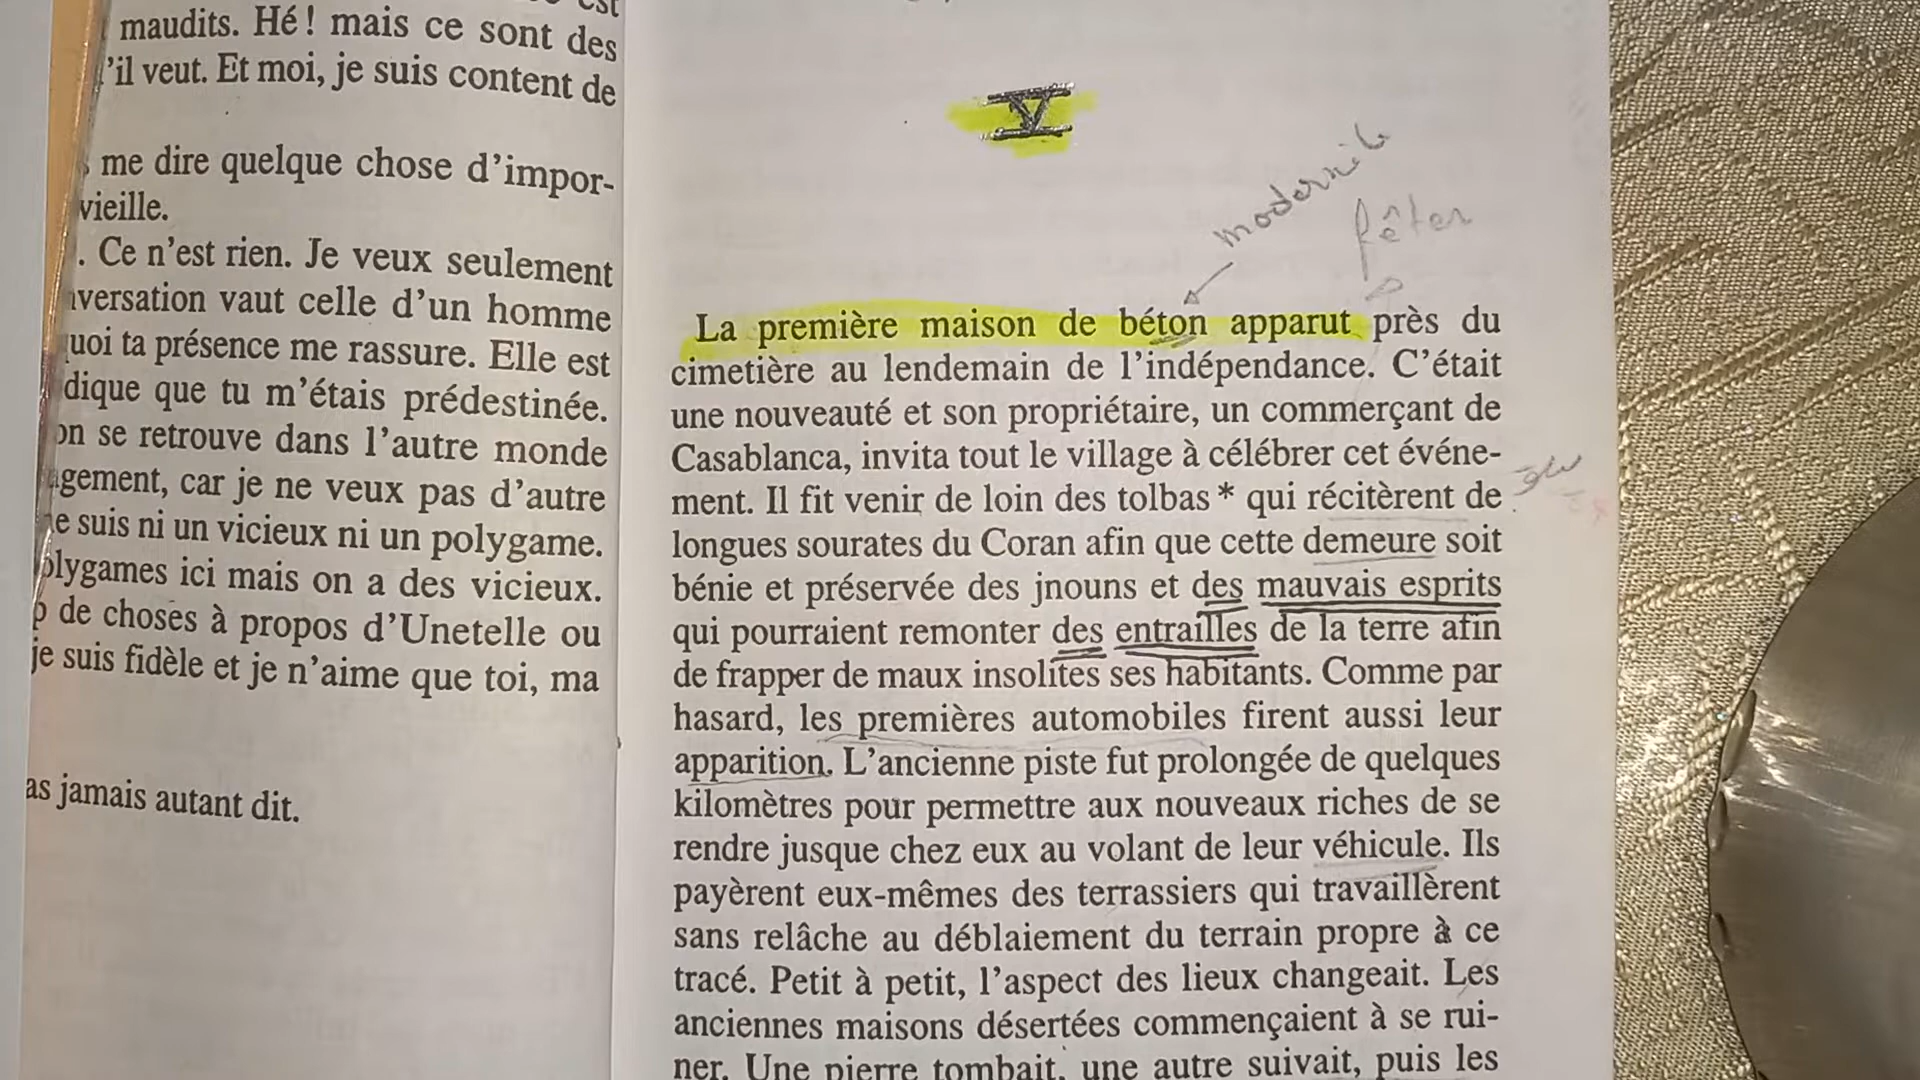 maudits. Hé ! mais ce sont des
'il veut. Et moi, je suis content de
me dire quelque chose d'impor-
vieille.
. Ce n'est rien. Je veux seulement
versation vaut celle d'un homme
uoi ta présence me rassure. Elle est
dique que tu m'étais prédestinée.
on se retrouve dans l'autre monde
gement, car je ne veux pas d'autre
e suis ni un vicieux ni un polygame.
olygames ici mais on a des vicieux.
p de choses à propos d'Unetelle ou
je suis fidèle et je n'aime que toi, ma
as jamais autant dit.
V
modernité
fêter
La première maison de béton apparut près du
cimetière au lendemain de l'indépendance. C'était
une nouveauté et son propriétaire, un commerçant de
Casablanca, invita tout le village à célébrer cet événe-
ment. Il fit venir de loin des tolbas * qui récitèrent de
longues sourates du Coran afin que cette demeure soit
bénie et préservée des jnouns et des mauvais esprits
qui pourraient remonter des entrailles de la terre afin
de frapper de maux insolites ses habitants. Comme par
hasard, les premières automobiles firent aussi leur
apparition. L'ancienne piste fut prolongée de quelques
kilomètres pour permettre aux nouveaux riches de se
rendre jusque chez eux au volant de leur véhicule. Ils
payèrent eux-mêmes des terrassiers qui travaillèrent
sans relâche au déblaiement du terrain propre à ce
tracé. Petit à petit, l'aspect des lieux changeait. Les
anciennes maisons désertées commençaient à se rui-
ner. Une pierre tombait, une autre suivait, puis les